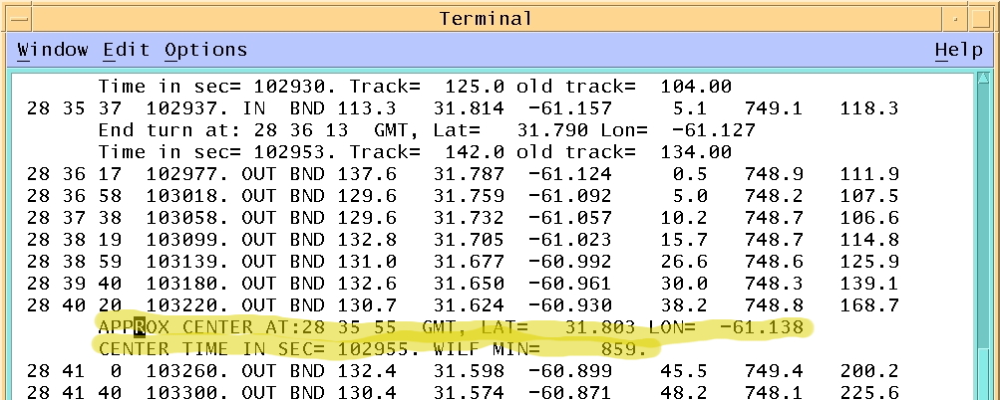 Terminal
Window Edit Options Help
Time in sec= 102930. Track= 125.0 old track= 104.00
28 35 37 102937. IN BND 113.3 31.814 -61.157 5.1 749.1 118.3
End turn at: 28 36 13 GMT, Lat= 31.790 Lon= -61.127
Time in sec= 102953. Track= 142.0 old track= 134.00
28 36 17 102977. OUT BND 137.6 31.787 -61.124 0.5 748.9 111.9
28 36 58 103018. OUT BND 129.6 31.759 -61.092 5.0 748.2 107.5
28 37 38 103058. OUT BND 129.6 31.732 -61.057 10.2 748.7 106.6
28 38 19 103099. OUT BND 132.8 31.705 -61.023 15.7 748.7 114.8
28 38 59 103139. OUT BND 131.0 31.677 -60.992 26.6 748.6 125.9
28 39 40 103180. OUT BND 132.6 31.650 -60.961 30.0 748.3 139.1
28 40 20 103220. OUT BND 130.7 31.624 -60.930 38.2 748.8 168.7
APPROX CENTER AT:28 35 55 GMT, LAT= 31.803 LON= -61.138
CENTER TIME IN SEC= 102955. WILF MIN= 859.
28 41 0 103260. OUT BND 132.4 31.598 -60.899 45.5 749.4 200.2
28 41 40 103300. OUT BND 130.4 31.574 -60.871 48.2 749.1 225.6